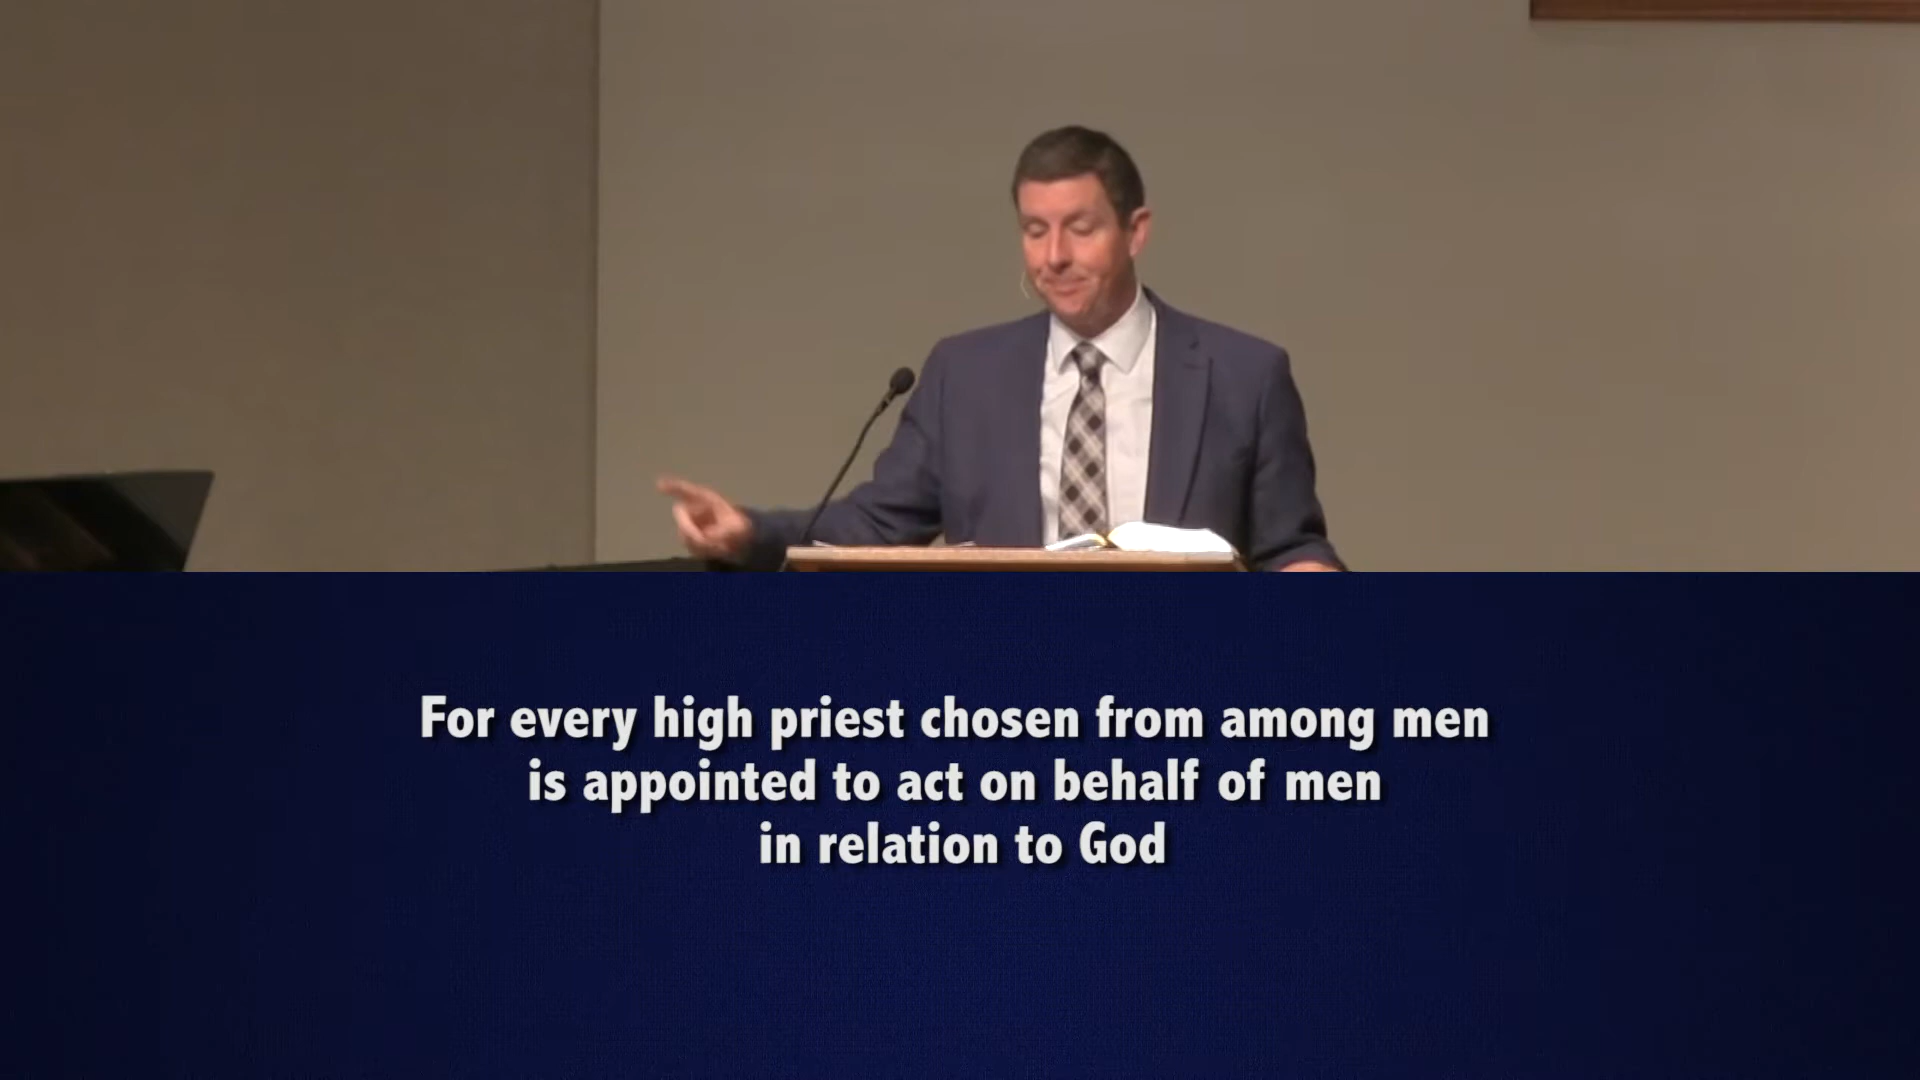 For every high priest chosen from among men
is appointed to act on behalf of men
in relation to God